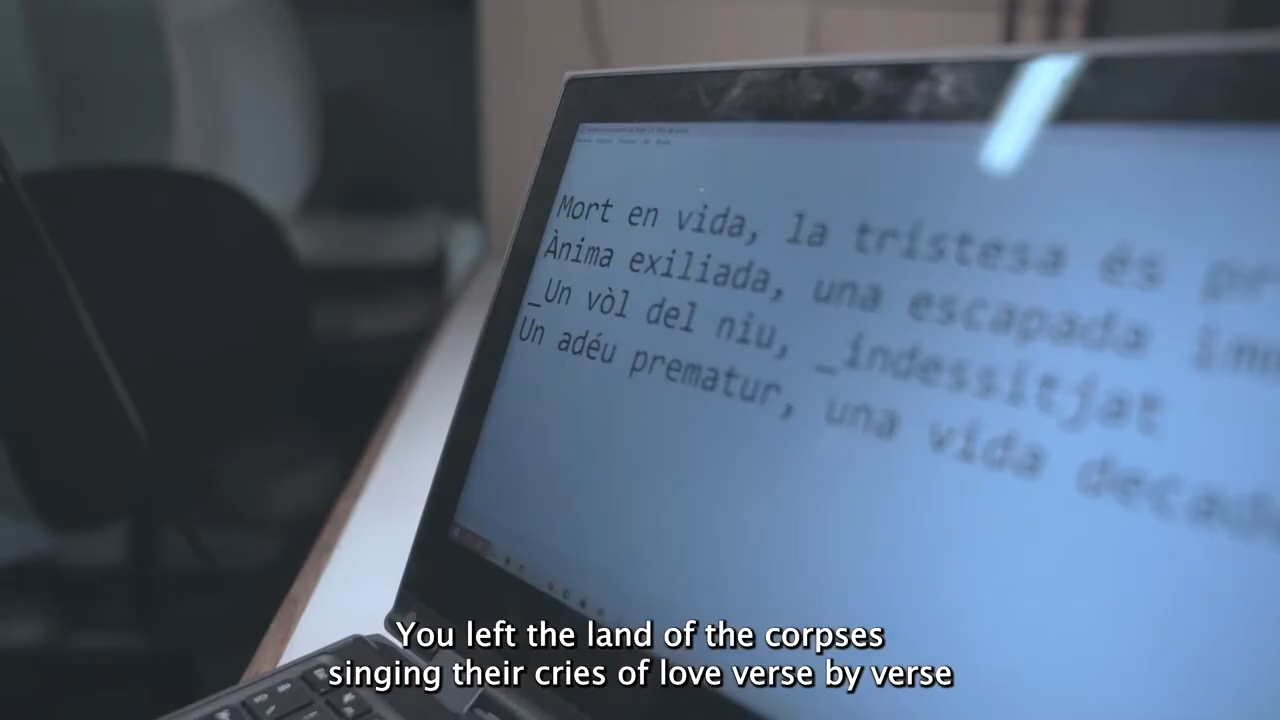 Mort en vida, la tristesa és
Ànima exiliada, una escapada
_Un vòl del niu, _indessitjat
Un adéu prematur, una vida
You left the land of the corpses
singing their cries of love verse by verse